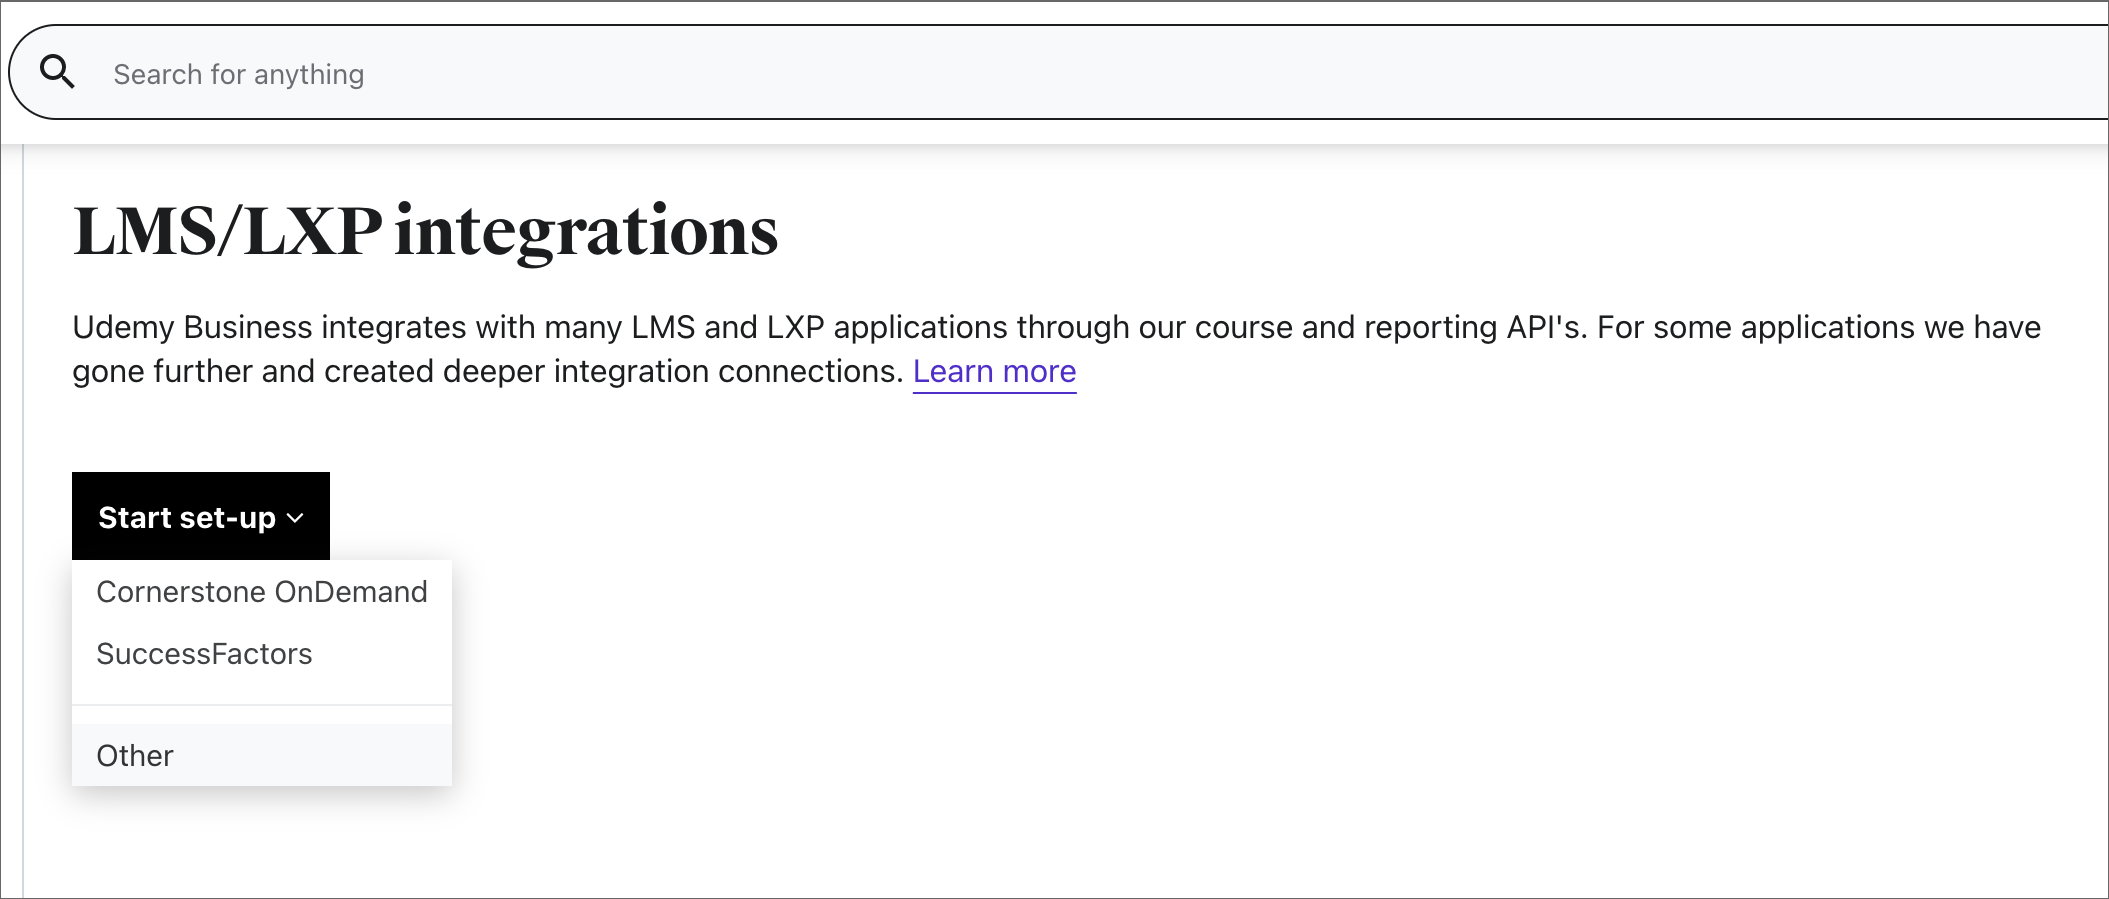 Search for anything
LMS/LXP integrations
Udemy Business integrates with many LMS and LXP applications through our course and reporting API's. For some applications we have
gone further and created deeper integration connections. Learn more
Start set-up
Cornerstone OnDemand
SuccessFactors
Other